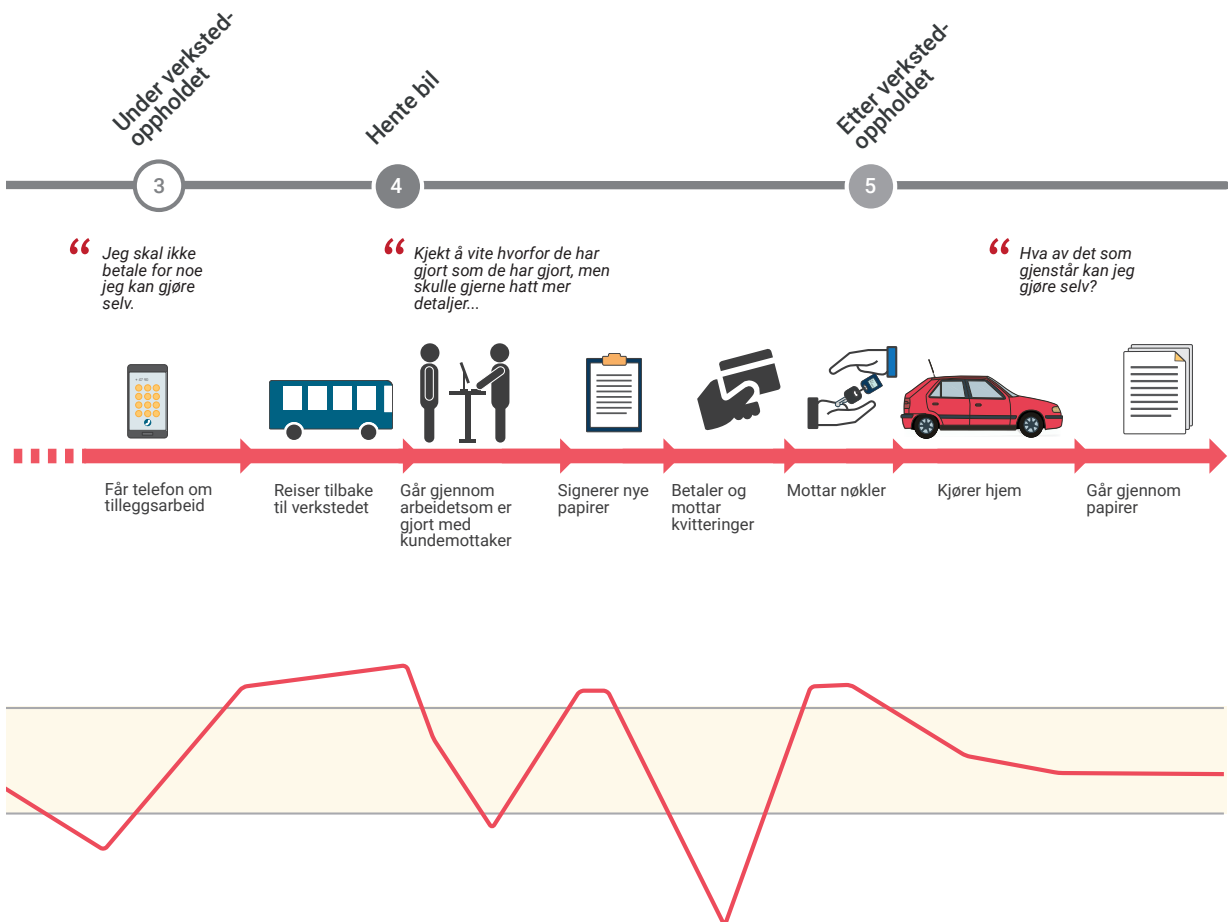 Under verksted-
oppholdet
Hente bil
Etter verksted-
oppholdet
3
4
5
“ Jeg skal ikke
betale for noe
jeg kan gjøre
selv.
“ Kjekt å vite hvorfor de har
gjort som de har gjort, men
skulle gjerne hatt mer
detaljer...
“ Hva av det som
gjenstår kan jeg
gjøre selv?
Får telefon om
tilleggsarbeid
Reiser tilbake
til verkstedet
Går gjennom
arbeidetsom er
gjort med
kundemottaker
Signerer nye
papirer
Betaler og
mottar
kvitteringer
Mottar nøkler
Kjører hjem
Går gjennom
papirer